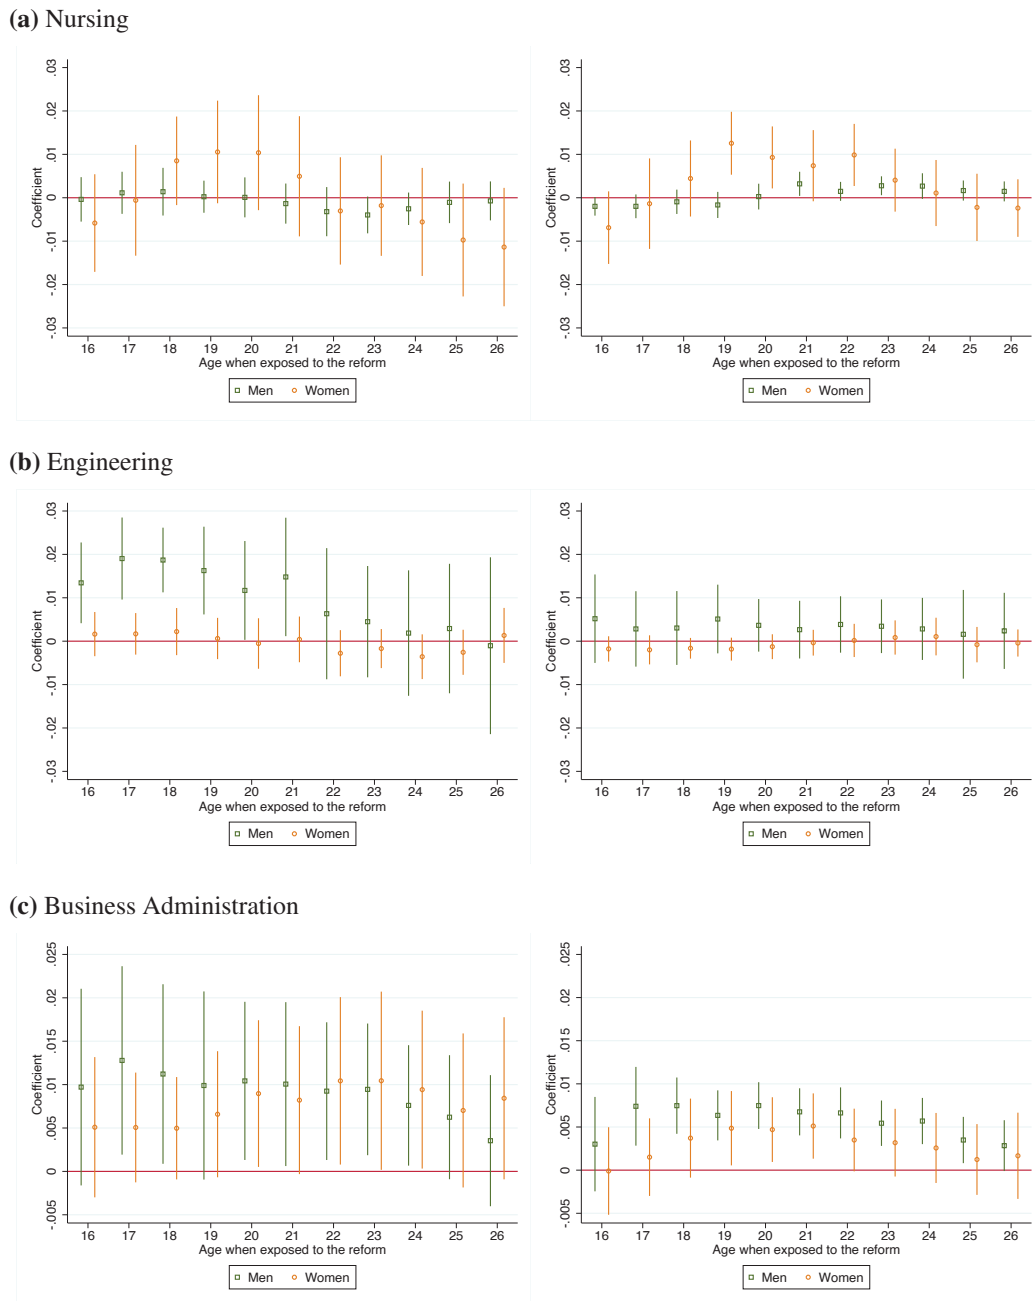 (a) Nursing
.03
.02
.01
0
-.01
-.02
-.03
Coefficient
16 17 18 19 20 21 22 23 24 25 26
Age when exposed to the reform
Men Women
.03
.02
.01
0
-.01
-.02
-.03
Coefficient
16 17 18 19 20 21 22 23 24 25 26
Age when exposed to the reform
Men Women
(b) Engineering
.03
.02
.01
0
-.01
-.02
-.03
Coefficient
16 17 18 19 20 21 22 23 24 25 26
Age when exposed to the reform
Men Women
.03
.02
.01
0
-.01
-.02
-.03
Coefficient
16 17 18 19 20 21 22 23 24 25 26
Age when exposed to the reform
Men Women
(c) Business Administration
.025
.02
.015
.01
.005
0
-.005
Coefficient
16 17 18 19 20 21 22 23 24 25 26
Age when exposed to the reform
Men Women
.025
.02
.015
.01
.005
0
-.005
Coefficient
16 17 18 19 20 21 22 23 24 25 26
Age when exposed to the reform
Men Women